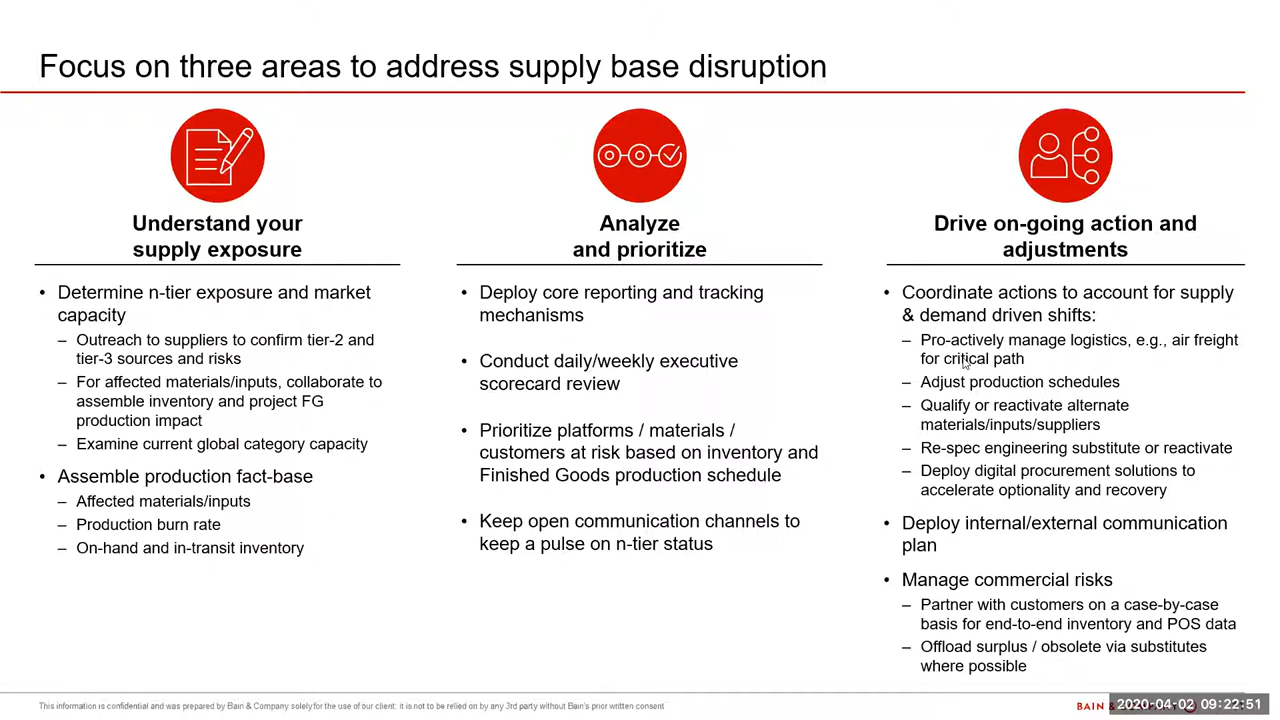 Focus on three areas to address supply base disruption
Understand your
supply exposure
• Determine n-tier exposure and market
capacity
– Outreach to suppliers to confirm tier-2 and
tier-3 sources and risks
– For affected materials/inputs, collaborate to
assemble inventory and project FG
production impact
– Examine current global category capacity
• Assemble production fact-base
– Affected materials/inputs
– Production burn rate
– On-hand and in-transit inventory
Analyze
and prioritize
• Deploy core reporting and tracking
mechanisms
• Conduct daily/weekly executive
scorecard review
• Prioritize platforms / materials /
customers at risk based on inventory and
Finished Goods production schedule
• Keep open communication channels to
keep a pulse on n-tier status
Drive on-going action and
adjustments
• Coordinate actions to account for supply
& demand driven shifts:
– Pro-actively manage logistics, e.g., air freight
for critical path
– Adjust production schedules
– Qualify or reactivate alternate
materials/inputs/suppliers
– Re-spec engineering substitute or reactivate
– Deploy digital procurement solutions to
accelerate optionality and recovery
• Deploy internal/external communication
plan
• Manage commercial risks
– Partner with customers on a case-by-case
basis for end-to-end inventory and POS data
– Offload surplus / obsolete via substitutes
where possible
This information is confidential and was prepared by Bain & Company solely for the use of our client; it is not to be relied on by any 3rd party without Bain's prior written consent
BAIN &
2020-04-02 09:22:51